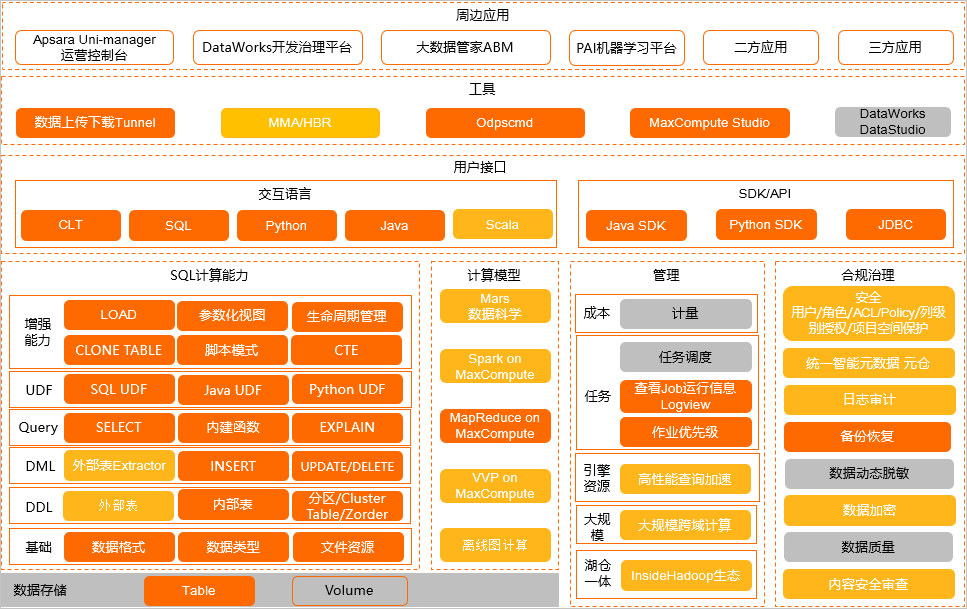 周边应用
Apsara Uni-manager
运营控制台
DataWorks开发治理平台
大数据管家ABM
PAI机器学习平台
二方应用
三方应用
工具
数据上传下载Tunnel
MMA/HBR
Odpscmd
MaxCompute Studio
DataWorks
DataStudio
用户接口
交互语言
CLT
SQL
Python
Java
Scala
SDK/API
Java SDK
Python SDK
JDBC
SQL计算能力
增强
能力
LOAD
参数化视图
生命周期管理
CLONE TABLE
脚本模式
CTE
UDF
SQL UDF
Java UDF
Python UDF
Query
SELECT
内建函数
EXPLAIN
DML
外部表Extractor
INSERT
UPDATE/DELETE
DDL
外部表
内部表
分区/Cluster
Table/Zorder
基础
数据格式
数据类型
文件资源
计算模型
Mars
数据科学
Spark on
MaxCompute
MapReduce on
MaxCompute
VVP on
MaxCompute
离线图计算
管理
成本
计量
任务
任务调度
查看Job运行信息
Logview
作业优先级
引擎
资源
高性能查询加速
大规
模
大规模跨域计算
湖仓
一体
InsideHadoop生态
合规治理
安全
用户/角色/ACL/Policy/列级
别授权/项目空间保护
统一智能元数据 元仓
日志审计
备份恢复
数据动态脱敏
数据加密
数据质量
内容安全审查
数据存储
Table
Volume